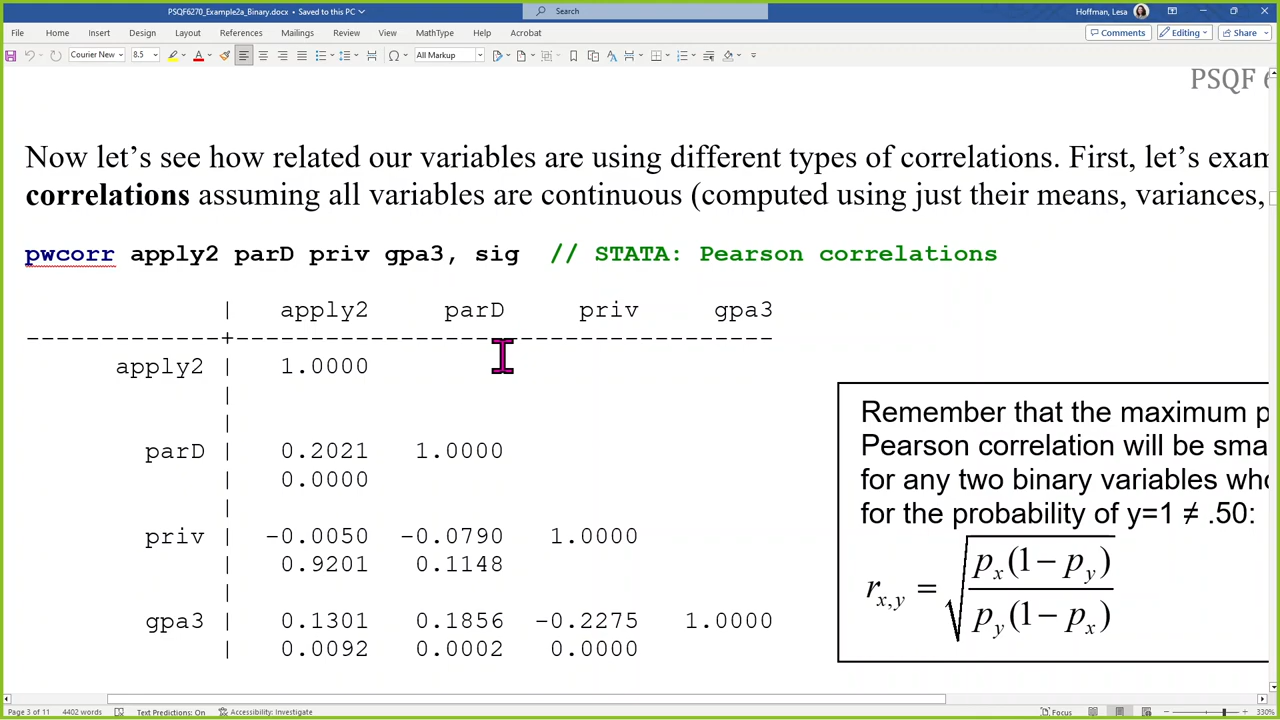 PSQF6270_Example2a_Binary.docx • Saved to this PC
Search
Hoffman, Lesa
File Home Insert Design Layout References Mailings Review View MathType Help Acrobat
Comments Editing Share
Courier New 8.5 All Markup
PSQF 6
Now let’s see how related our variables are using different types of correlations. First, let’s exam
correlations assuming all variables are continuous (computed using just their means, variances,
pwcorr apply2 parD priv gpa3, sig // STATA: Pearson correlations
| apply2 parD priv gpa3
-------------+------------------------------------
apply2 | 1.0000
|
|
parD | 0.2021 1.0000
| 0.0000
|
priv | -0.0050 -0.0790 1.0000
| 0.9201 0.1148
|
gpa3 | 0.1301 0.1856 -0.2275 1.0000
| 0.0092 0.0002 0.0000
Remember that the maximum p
Pearson correlation will be sma
for any two binary variables who
for the probability of y=1 ≠ .50:
r_{x,y} = √(p_x(1 − p_y) / p_y(1 − p_x))
Page 3 of 11 4402 words Text Predictions: On Accessibility: Investigate Focus 330%